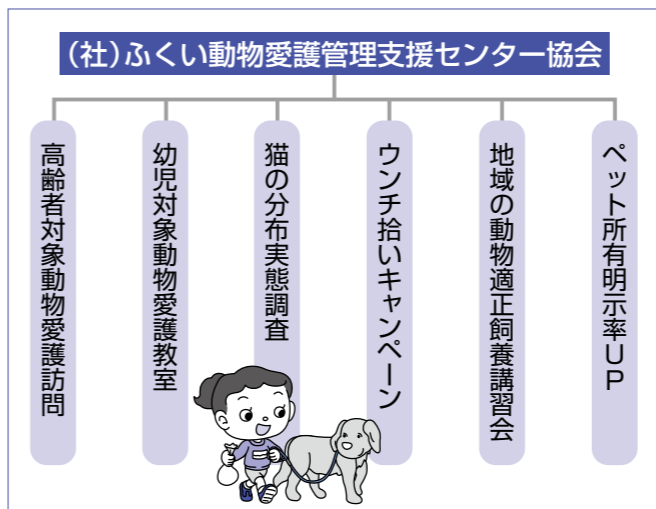 （社）ふくい動物愛護管理支援センター協会
高齢者対象動物愛護訪問
幼児対象動物愛護教室
猫の分布実態調査
ウンチ拾いキャンペーン
地域の動物適正飼養講習会
ペット所有明示率UP